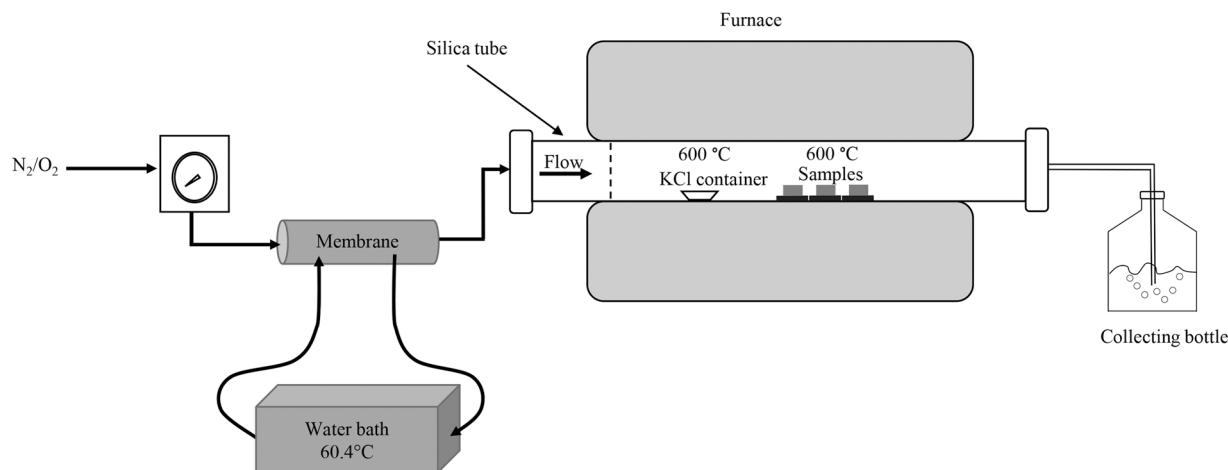 Furnace
Silica tube
N₂/O₂
Flow
600 °C
KCl container
600 °C
Samples
Membrane
Collecting bottle
Water bath
60.4°C